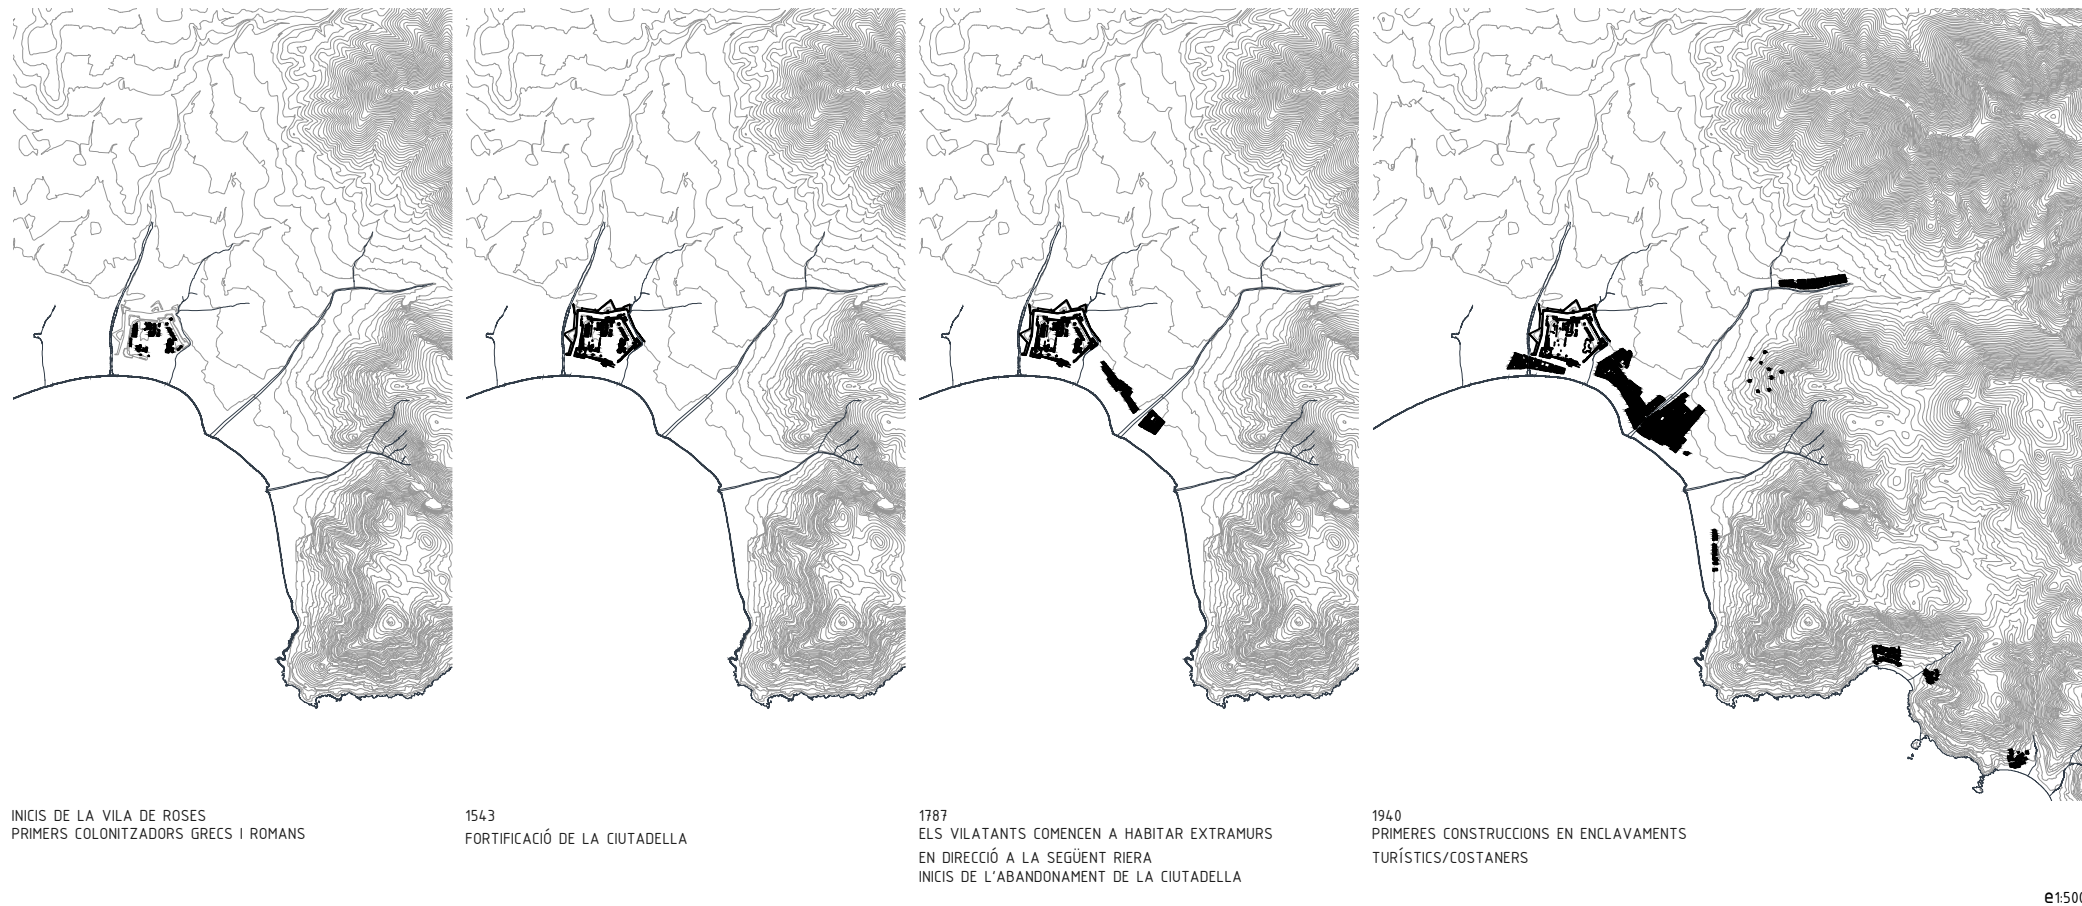 INICIS DE LA VILA DE ROSES
PRIMERS COLONITZADORS GRECS I ROMANS
1543
FORTIFICACIÓ DE LA CIUTADELLA
1787
ELS VILATANTS COMENCEN A HABITAR EXTRAMURS
EN DIRECCIÓ A LA SEGÜENT RIERA
INICIS DE L'ABANDONAMENT DE LA CIUTADELLA
1940
PRIMERES CONSTRUCCIONS EN ENCLAVAMENTS
TURÍSTICS/COSTANERS